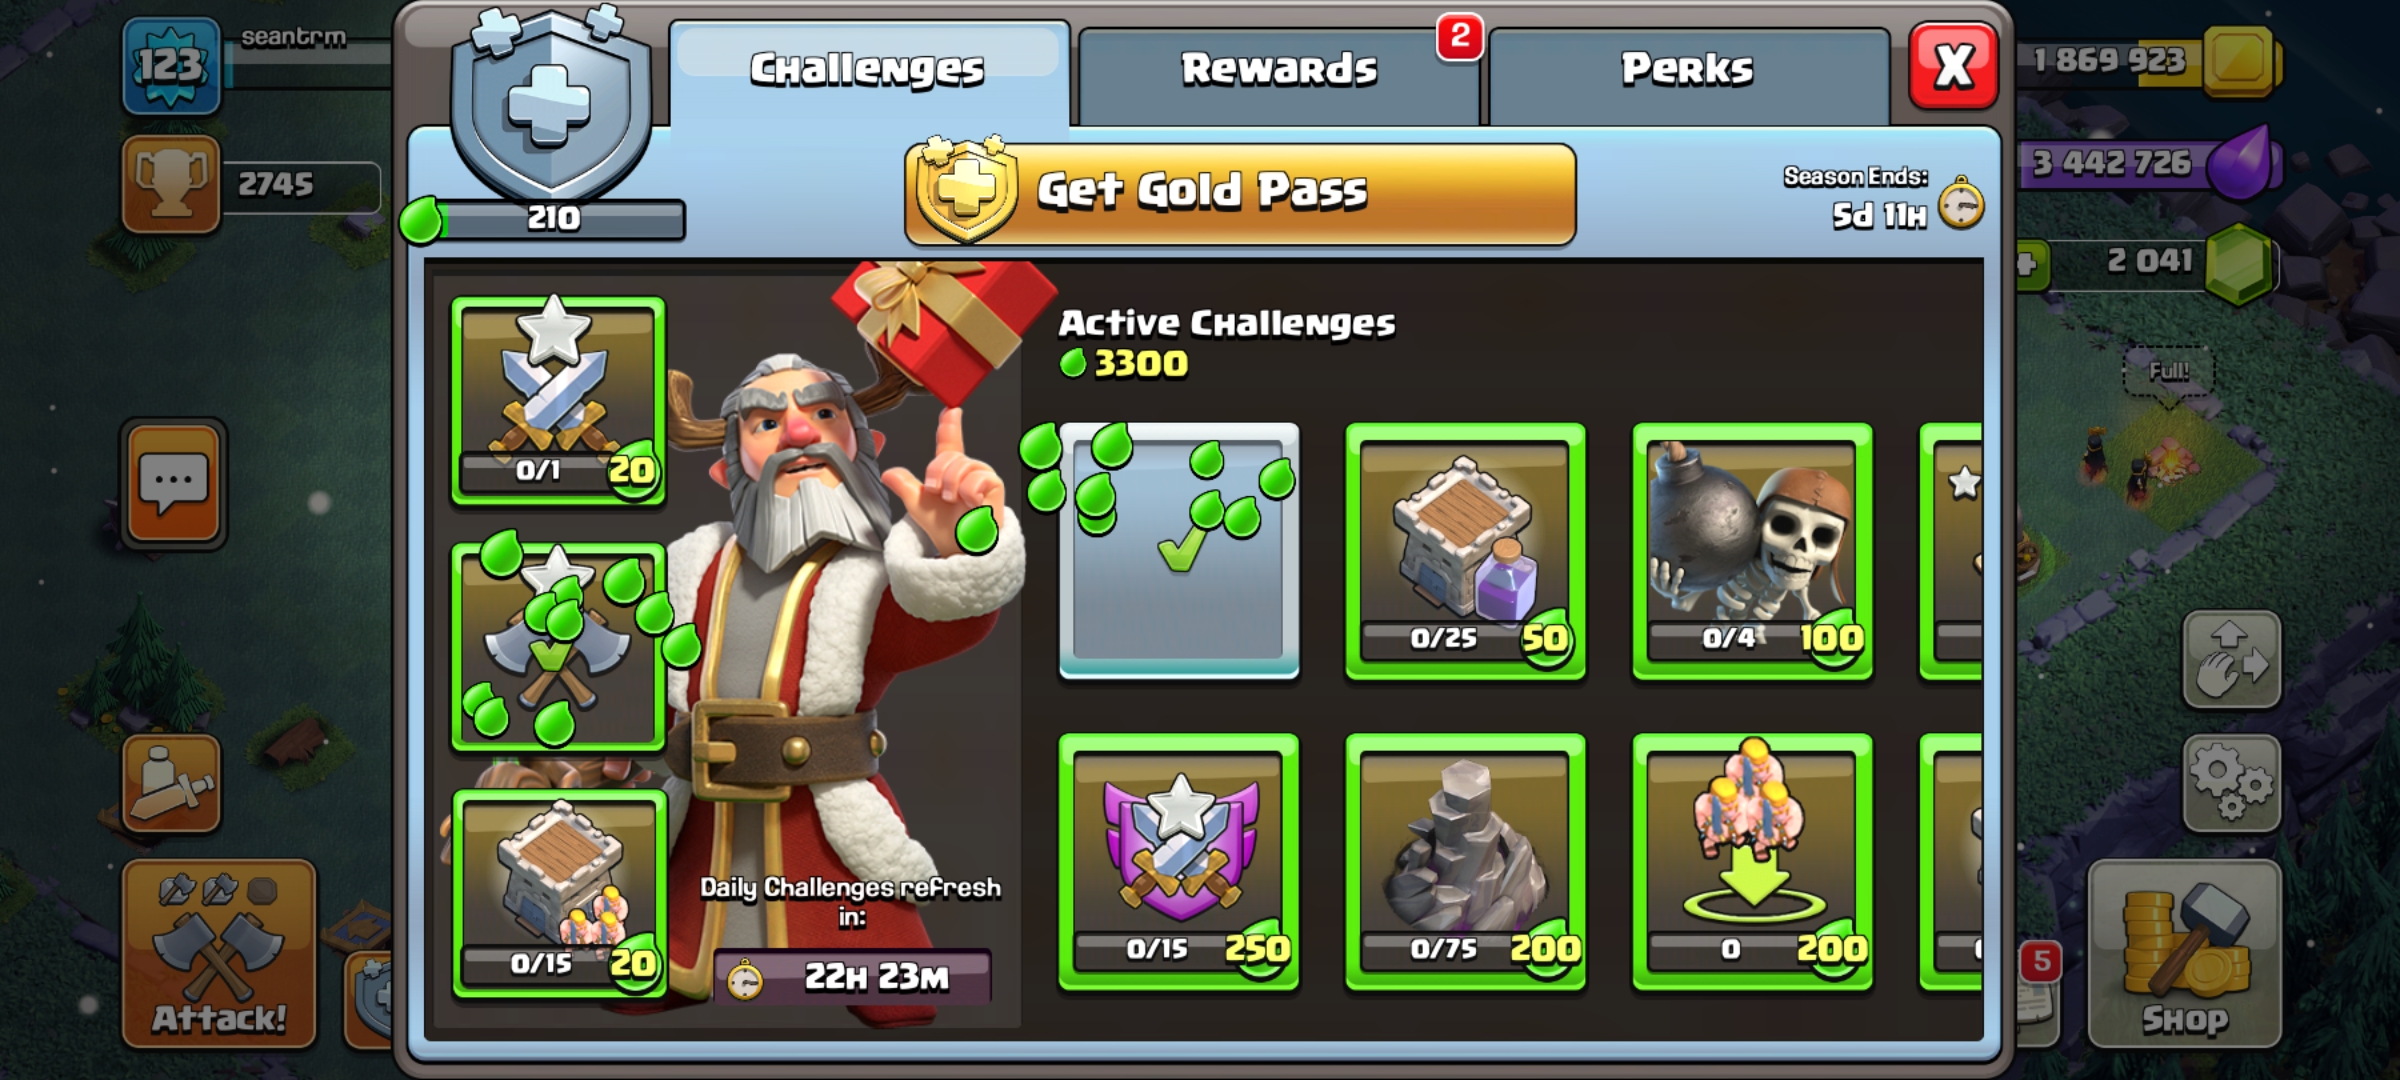 123
seantrm
Challenges
Rewards
2
Perks
X
1 869 923
2745
Get Gold Pass
Season Ends:
5d 11H
3 442 726
210
2 041
Active Challenges
3300
Full!
0/1
20
0/25
50
0/4
100
0/15
20
Daily Challenges refresh
in:
22H 23M
0/15
250
0/75
200
0
200
5
Attack!
Shop